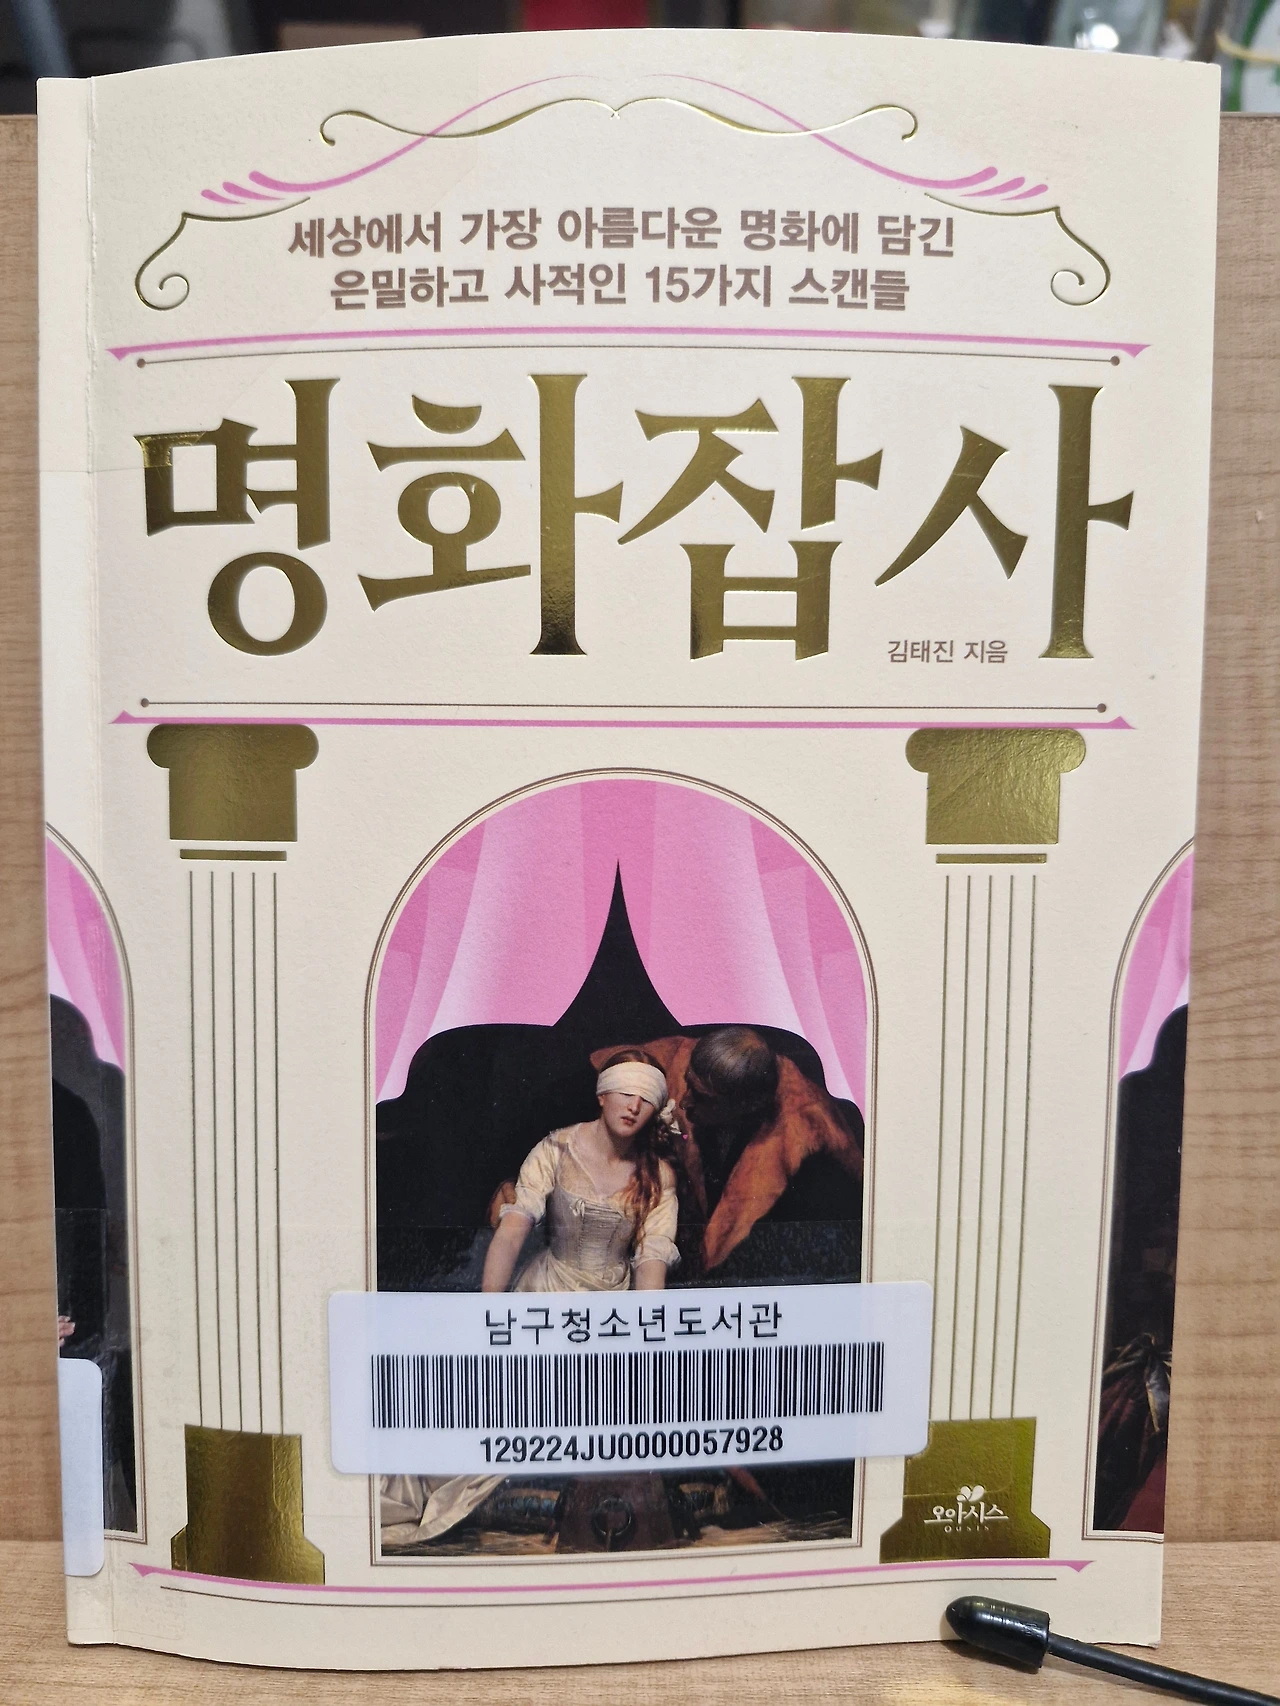 세상에서 가장 아름다운 명화에 담긴
은밀하고 사적인 15가지 스캔들
명화잡사
김태진 지음
남구청소년도서관
129224JU0000057928
오아시스
OASIS